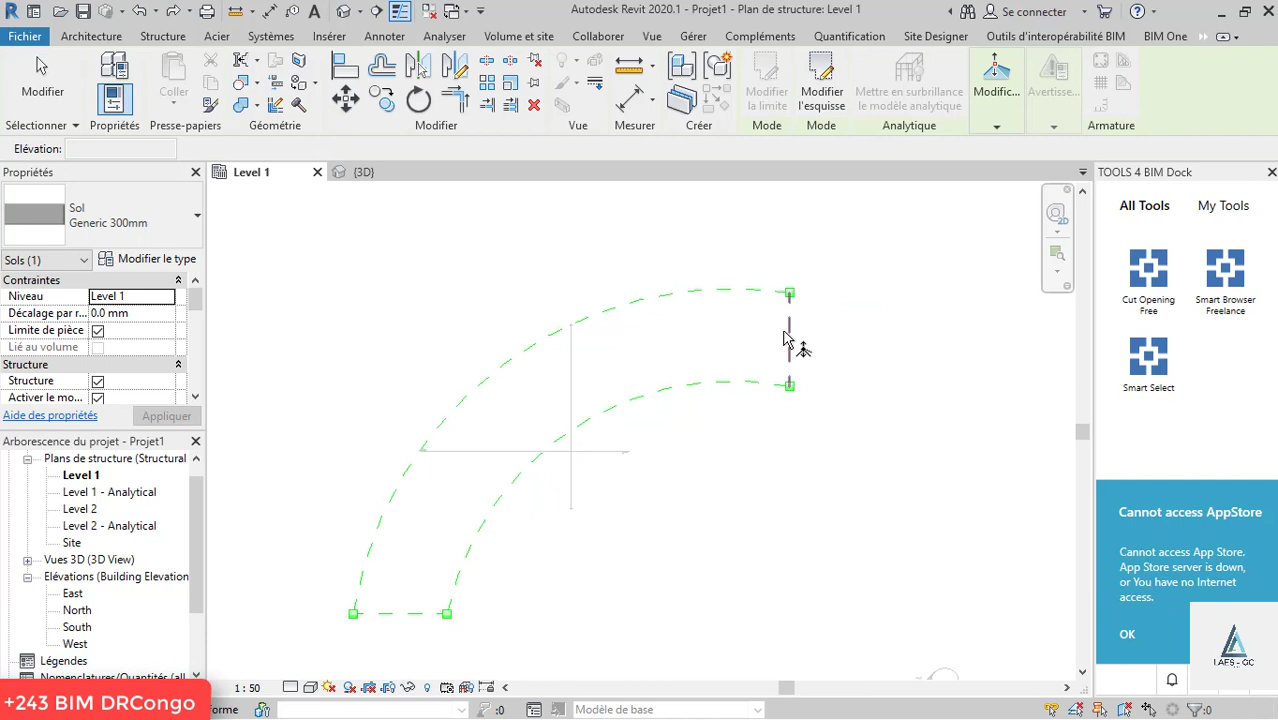 Autodesk Revit 2020.1 - Projet1 - Plan de structure: Level 1
Se connecter
Fichier Architecture Structure Acier Systèmes Insérer Annoter Analyser Volume et site Collaborer Vue Gérer Compléments Quantification Site Designer Outils d'interopérabilité BIM BIM One
Modifier
Coller
Modifier la limite
Modifier l'esquisse
Mettre en surbrillance le modèle analytique
Modific...
Avertisse...
Sélectionner Propriétés Presse-papiers Géométrie Modifier Vue Mesurer Créer Mode Mode Analytique Armature
Elévation:
Propriétés
Level 1
{3D}
TOOLS 4 BIM Dock
Sol
Generic 300mm
Sols (1)
Modifier le type
Contraintes
Niveau Level 1
Décalage par r... 0.0 mm
Limite de pièce
Lié au volume
Structure
Structure
Activer le mo...
Aide des propriétés
Appliquer
Arborescence du projet - Projet1
Plans de structure (Structural
Level 1
Level 1 - Analytical
Level 2
Level 2 - Analytical
Site
Vues 3D (3D View)
Elévations (Building Elevation
East
North
South
West
Légendes
Nomenclatures/Quantités (all
2D
All Tools
My Tools
Cut Opening Free
Smart Browser Freelance
Smart Select
Cannot access AppStore
Cannot access App Store.
App Store server is down,
or You have no Internet
access.
OK
LAES-GC
1 : 50
+243 BIM DRCongo
forme
:0
Modèle de base
:0